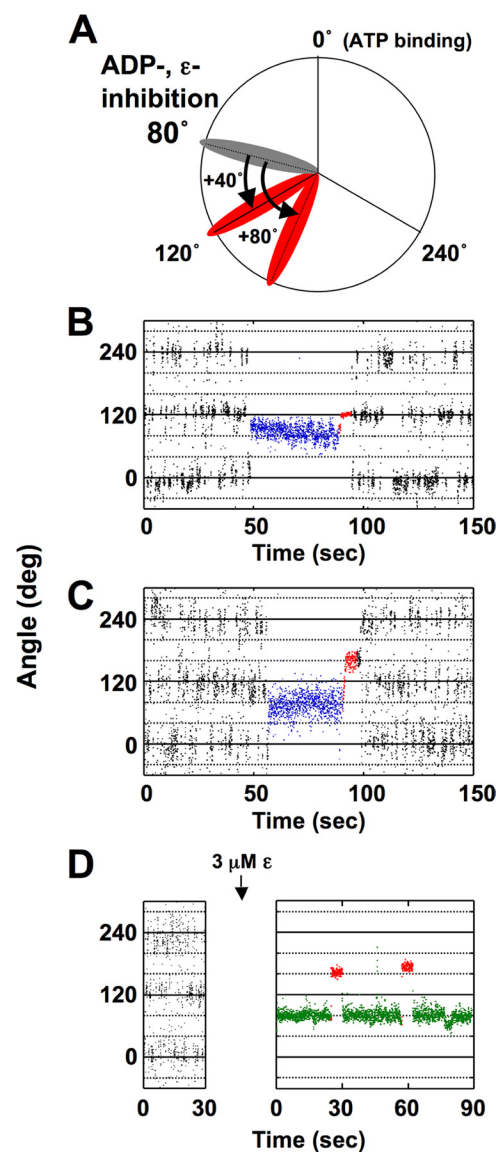 A
0° (ATP binding)
ADP-, ε-
inhibition
80°
+40°
+80°
120°
240°
B
240
120
0
0 50 100 150
Time (sec)
C
240
120
0
0 50 100 150
Time (sec)
Angle (deg)
D
3 µM ε
240
120
0
0 30 0 30 60 90
Time (sec)